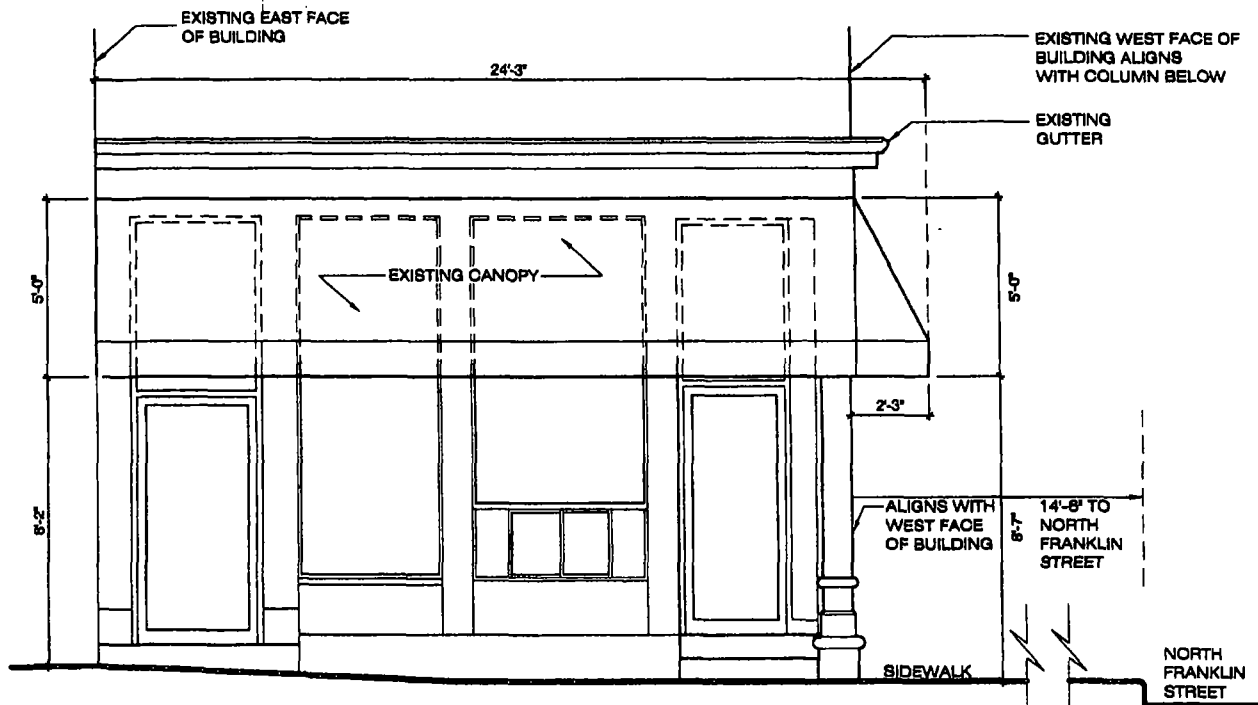 EXISTING EAST FACE
OF BUILDING
24'-3"
EXISTING WEST FACE OF
BUILDING ALIGNS
WITH COLUMN BELOW
EXISTING
GUTTER
5'-0"
EXISTING CANOPY
5'-0"
2'-3"
8'-2"
ALIGNS WITH
WEST FACE
OF BUILDING
8'-7"
14'-8" TO
NORTH
FRANKLIN
STREET
SIDEWALK
NORTH
FRANKLIN
STREET